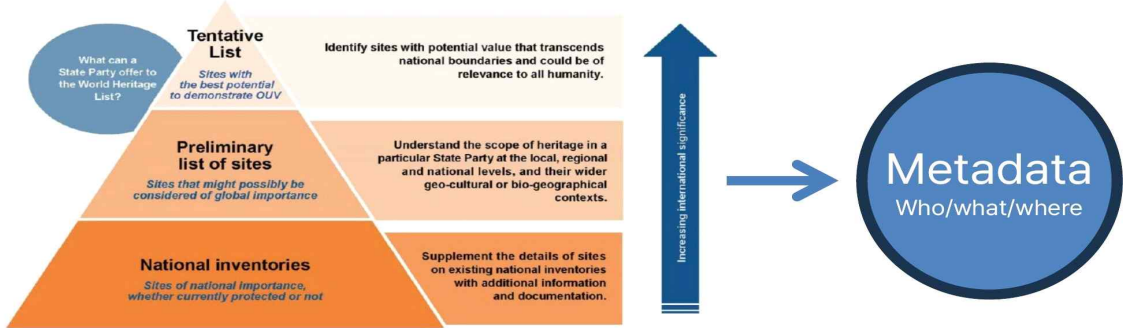 What can a
State Party offer to
the World Heritage
List?
Tentative
List
Sites with
the best potential
to demonstrate OUV
Identify sites with potential value that transcends
national boundaries and could be of
relevance to all humanity.
Preliminary
list of sites
Sites that might possibly be
considered of global importance
Understand the scope of heritage in a
particular State Party at the local, regional
and national levels, and their wider
geo-cultural or bio-geographical
contexts.
National inventories
Sites of national importance,
whether currently protected or not
Supplement the details of sites
on existing national inventories
with additional information
and documentation.
Increasing international significance
Metadata
Who/what/where